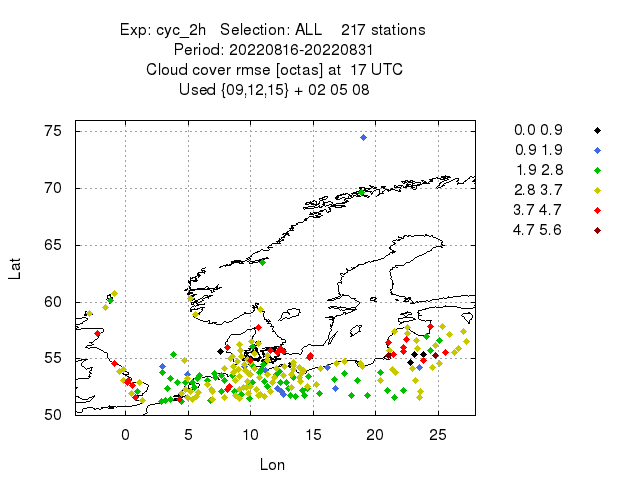 Exp: cyc_2h Selection: ALL 217 stations
Period: 20220816-20220831
Cloud cover rmse [octas] at 17 UTC
Used {09,12,15} + 02 05 08
0.0 0.9
0.9 1.9
1.9 2.8
2.8 3.7
3.7 4.7
4.7 5.6
75
70
65
60
55
50
Lat
0 5 10 15 20 25
Lon